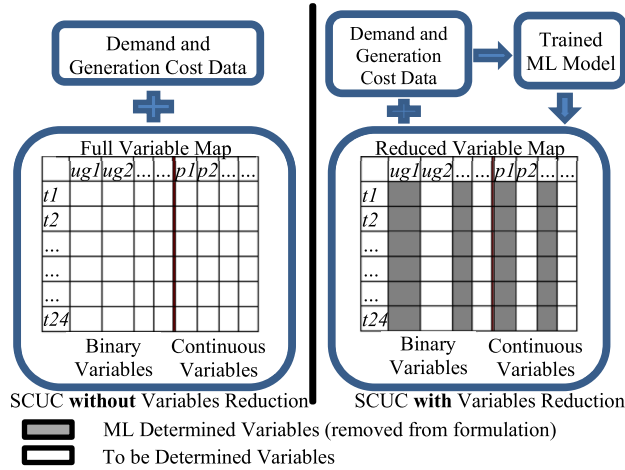 Demand and
Generation Cost Data
Full Variable Map
ug1 ug2 ... ... p1 p2 ... ...
t1
t2
...
...
...
t24
Binary
Variables
Continuous
Variables
SCUC without Variables Reduction
Demand and
Generation
Cost Data
Trained
ML Model
Reduced Variable Map
ug1 ug2 ... ... p1 p2 ... ...
t1
t2
...
...
...
t24
Binary
Variables
Continuous
Variables
SCUC with Variables Reduction
ML Determined Variables (removed from formulation)
To be Determined Variables